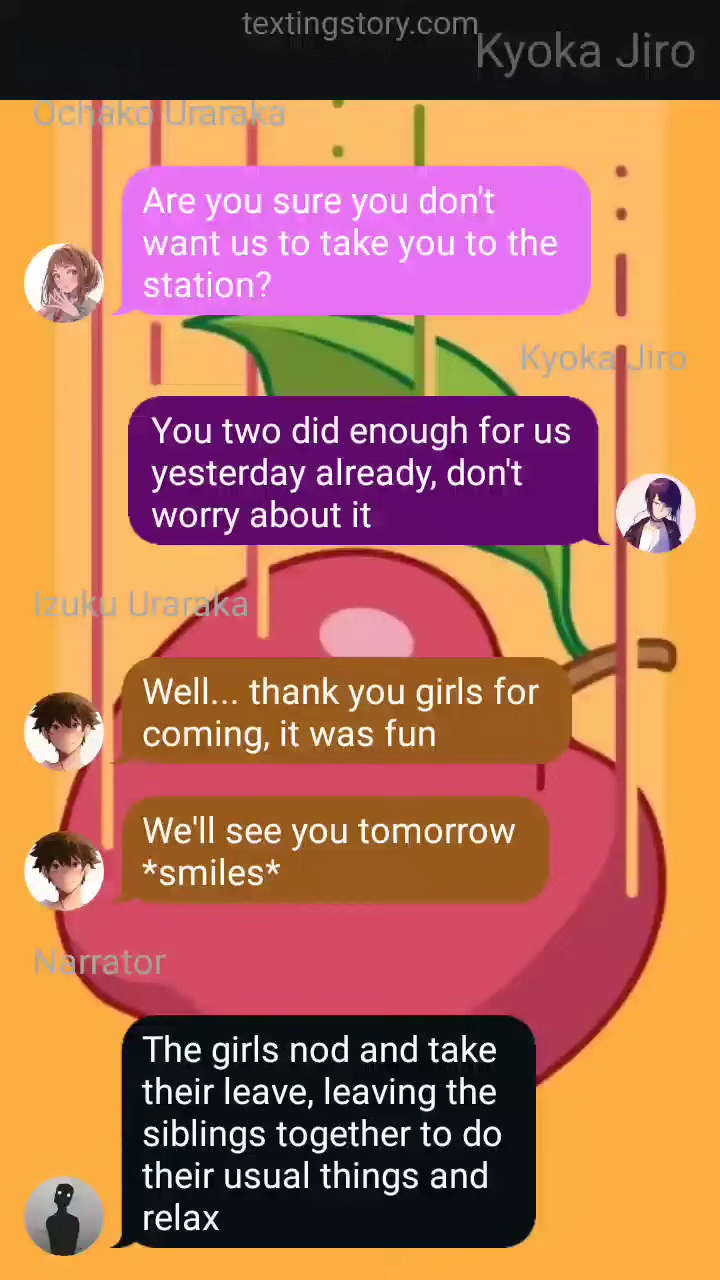 textingstory.com
Kyoka Jiro
Ochako Uraraka
Are you sure you don't
want us to take you to the
station?
Kyoka Jiro
You two did enough for us
yesterday already, don't
worry about it
Izuku Uraraka
Well... thank you girls for
coming, it was fun
We'll see you tomorrow
*smiles*
Narrator
The girls nod and take
their leave, leaving the
siblings together to do
their usual things and
relax